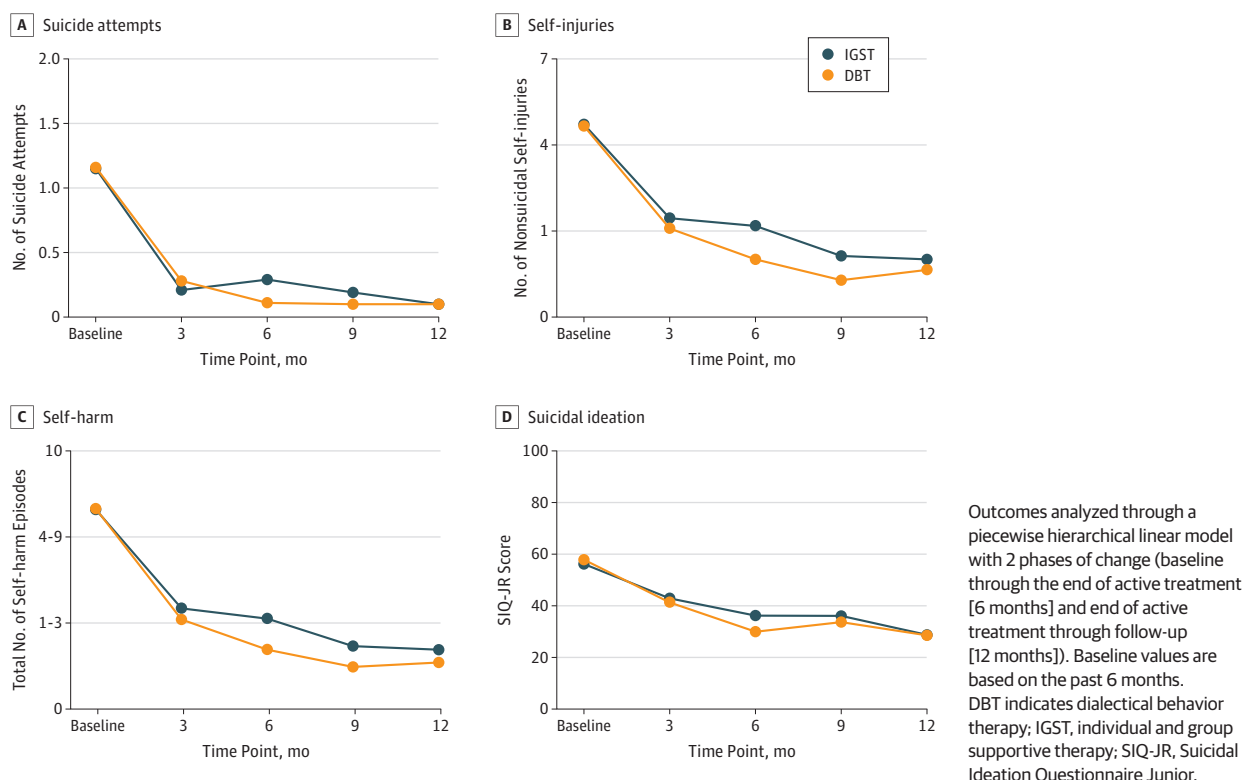 A Suicide attempts
2.0
1.5
1.0
0.5
0
No. of Suicide Attempts
Baseline 3 6 9 12
Time Point, mo
B Self-injuries
IGST
DBT
7
4
1
0
No. of Nonsuicidal Self-injuries
Baseline 3 6 9 12
Time Point, mo
C Self-harm
10
4-9
1-3
0
Total No. of Self-harm Episodes
Baseline 3 6 9 12
Time Point, mo
D Suicidal ideation
100
80
60
40
20
0
SIQ-JR Score
Baseline 3 6 9 12
Time Point, mo
Outcomes analyzed through a
piecewise hierarchical linear model
with 2 phases of change (baseline
through the end of active treatment
[6 months] and end of active
treatment through follow-up
[12 months]). Baseline values are
based on the past 6 months.
DBT indicates dialectical behavior
therapy; IGST, individual and group
supportive therapy; SIQ-JR, Suicidal
Ideation Questionnaire Junior.